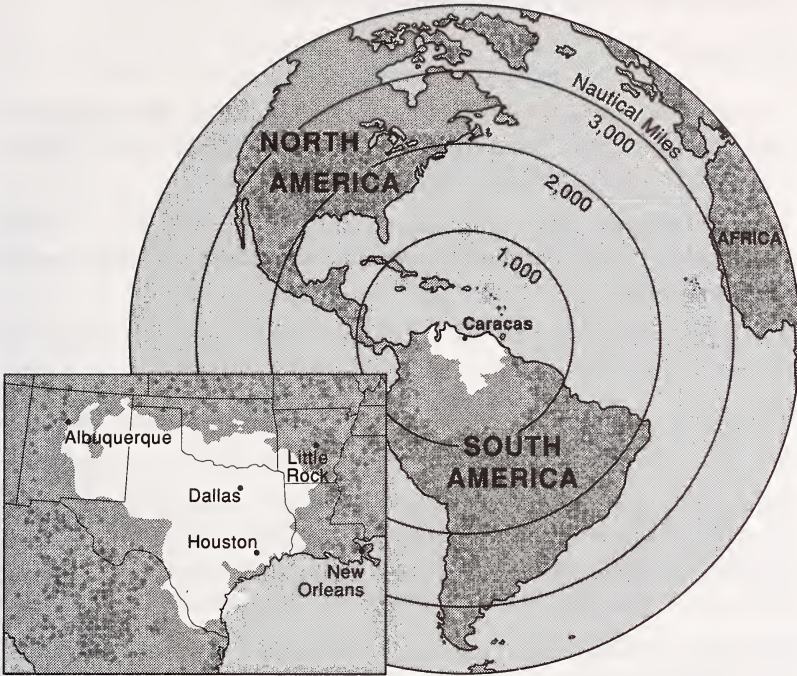 Nautical Miles
3,000
NORTH
AMERICA
2,000
AFRICA
1,000
Caracas
SOUTH
AMERICA
Albuquerque
Little
Rock
Dallas
Houston
New
Orleans